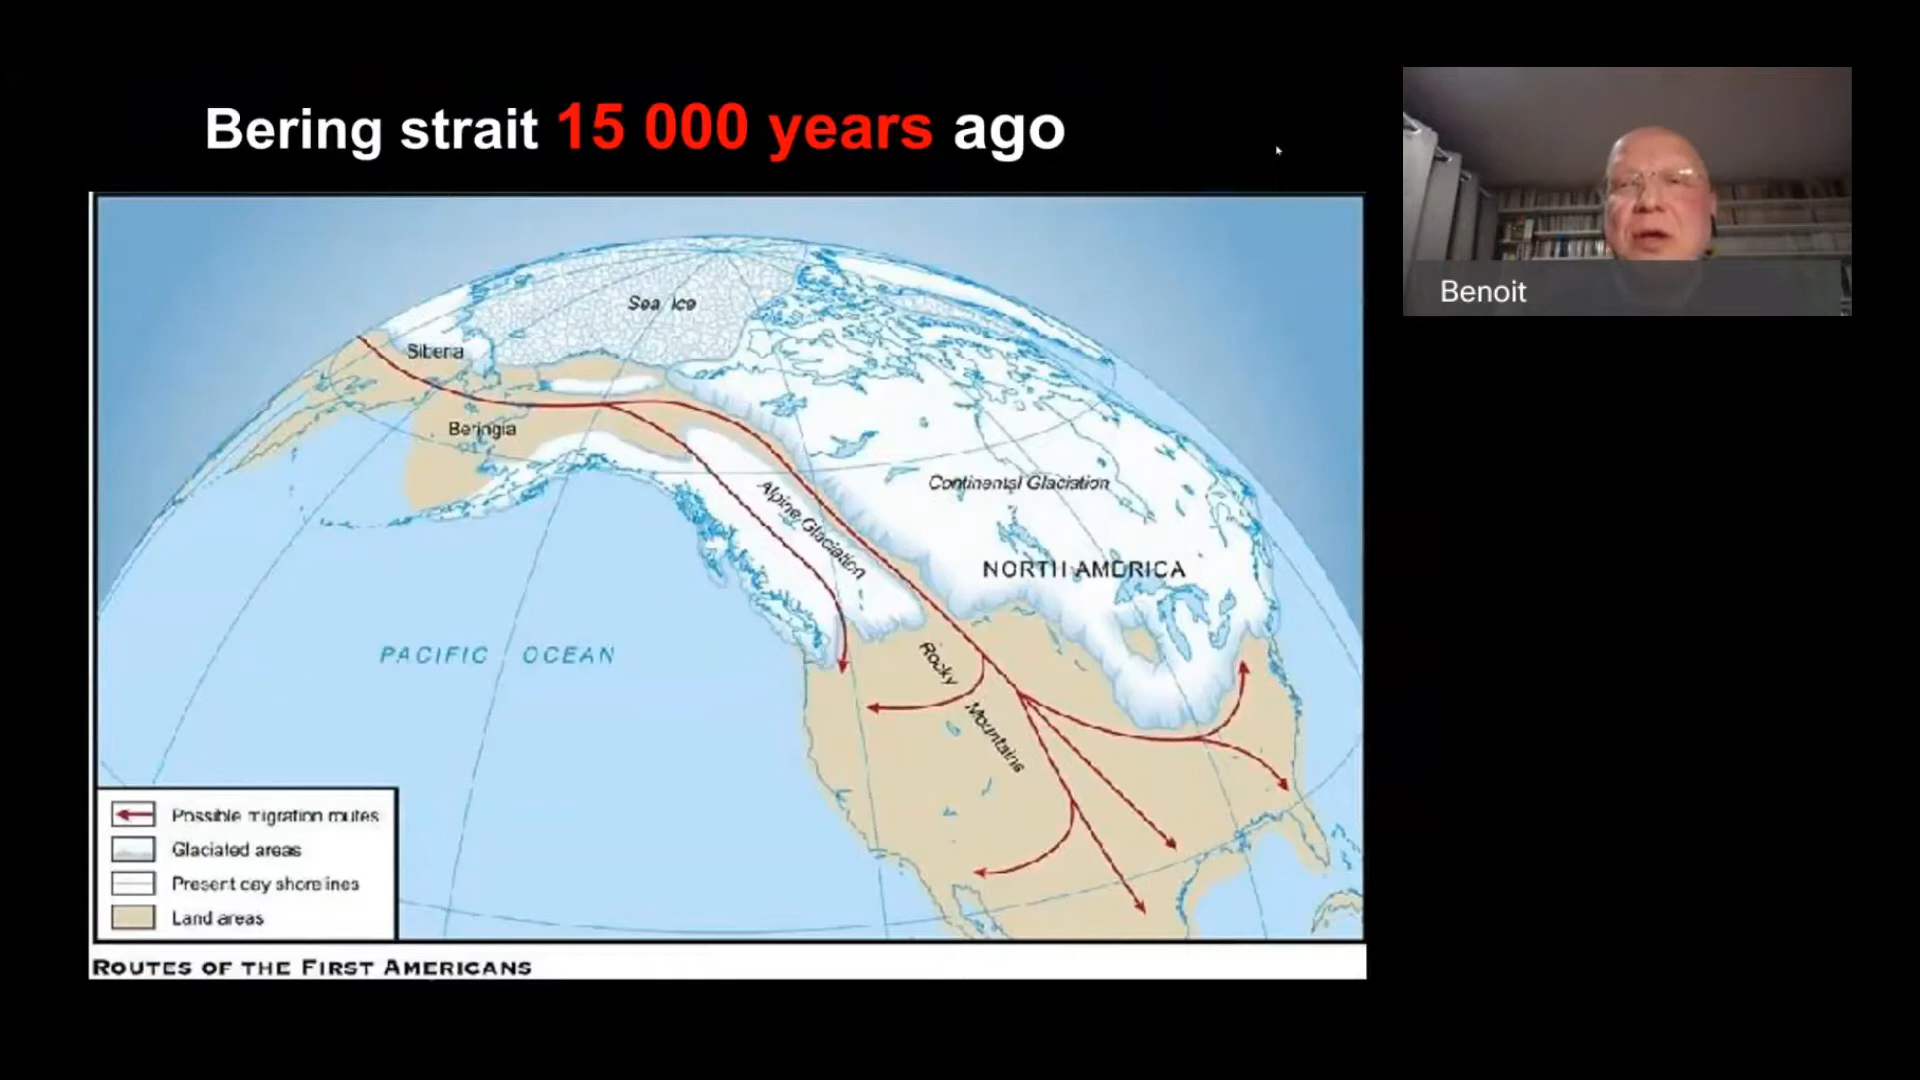 Bering strait 15 000 years ago
Benoit
Sea Ice
Siberia
Beringia
Alpine Glaciation
Continental Glaciation
NORTH AMERICA
PACIFIC OCEAN
Rocky
Mountains
Possible migration routes
Glaciated areas
Present day shorelines
Land areas
ROUTES OF THE FIRST AMERICANS